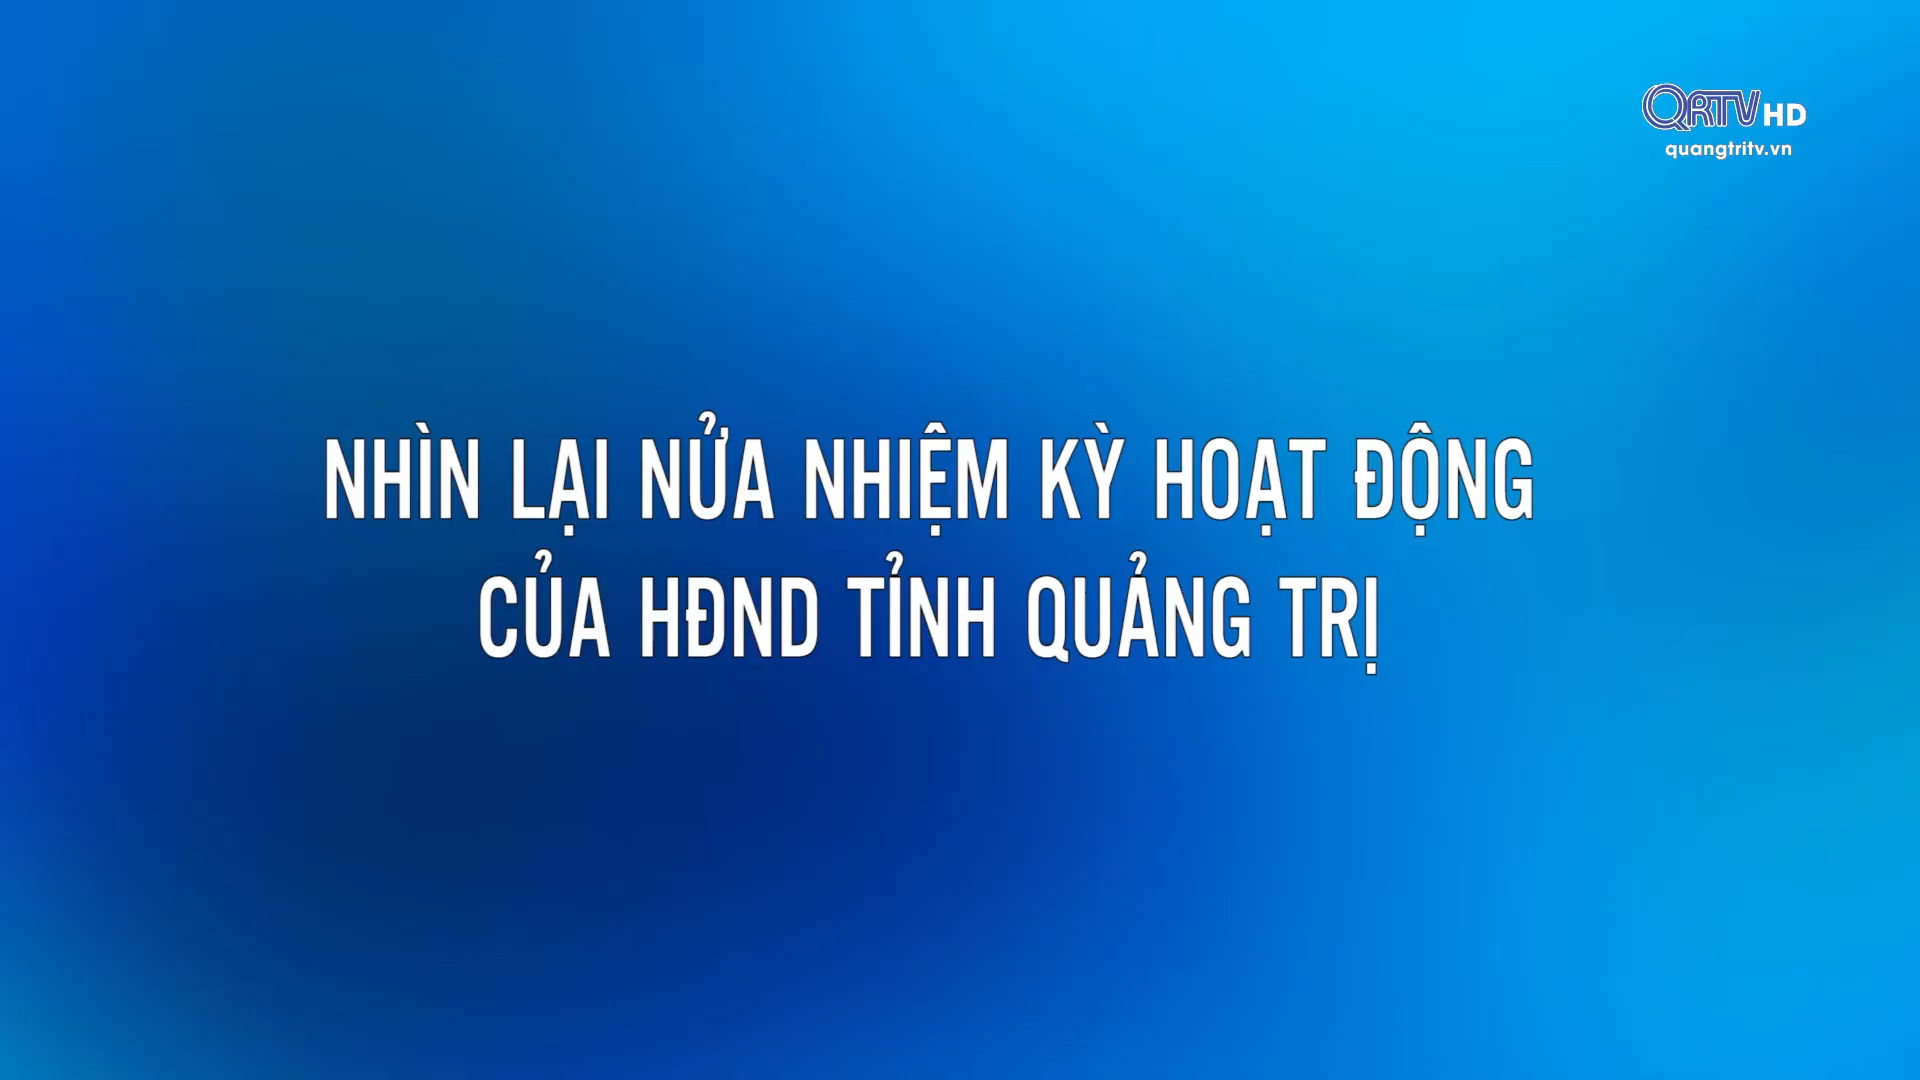 QRTV HD
quangtritv.vn
NHÌN LẠI NỬA NHIỆM KỲ HOẠT ĐỘNG
CỦA HĐND TỈNH QUẢNG TRỊ